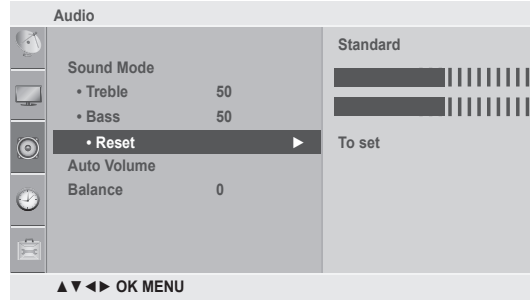 Audio
Standard
Sound Mode
• Treble 50
• Bass 50
• Reset ► To set
Auto Volume
Balance 0
▲▼◄► OK MENU